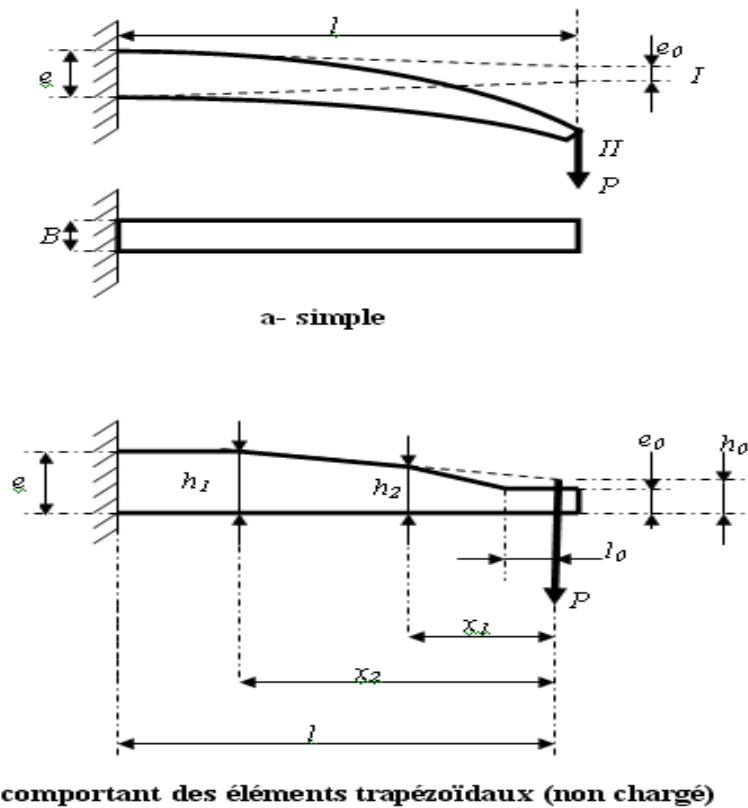 l
e₀
e
I
II
P
B
a- simple
e₀
h₀
e
h₁
h₂
l₀
P
x₁
x₂
l
comportant des éléments trapézoïdaux (non chargé)